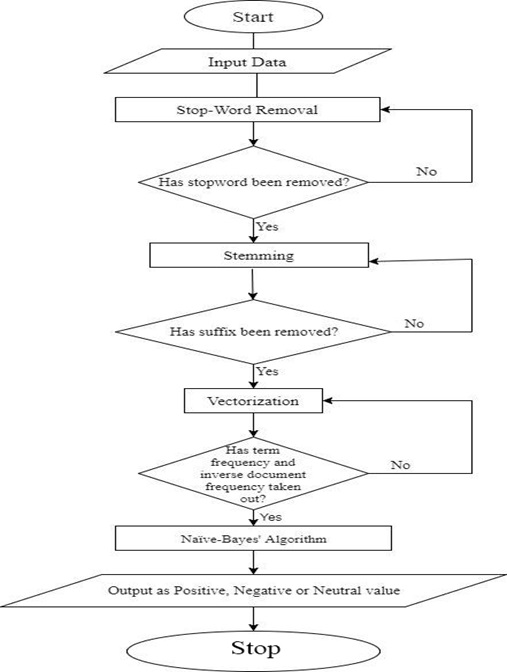 Start
Input Data
Stop-Word Removal
Has stopword been removed?
No
Yes
Stemming
Has suffix been removed?
No
Yes
Vectorization
Has term
frequency and
inverse document
frequency taken
out?
No
Yes
Naïve-Bayes' Algorithm
Output as Positive, Negative or Neutral value
Stop